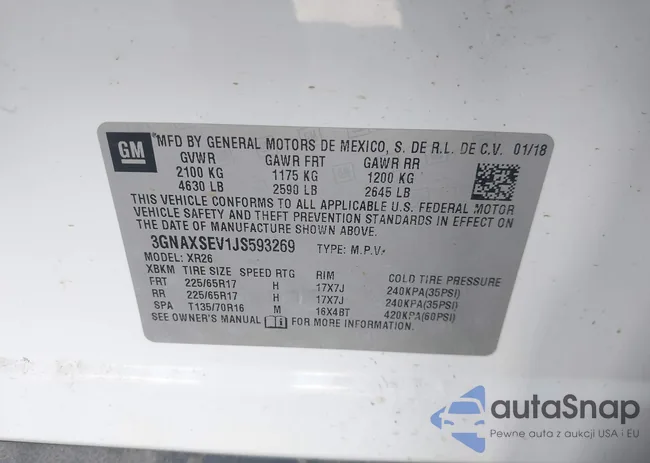 GM
MFD BY GENERAL MOTORS DE MEXICO, S. DE R.L. DE C.V. 01/18
GVWR GAWR FRT GAWR RR
2100 KG 1175 KG 1200 KG
4630 LB 2590 LB 2645 LB
THIS VEHICLE CONFORMS TO ALL APPLICABLE U.S. FEDERAL MOTOR
VEHICLE SAFETY AND THEFT PREVENTION STANDARDS IN EFFECT ON
THE DATE OF MANUFACTURE SHOWN ABOVE.
3GNAXSEV1JS593269 TYPE: M.P.V.
MODEL: XR26
XBKM TIRE SIZE SPEED RTG RIM COLD TIRE PRESSURE
FRT 225/65R17 H 17X7J 240KPA(35PSI)
RR 225/65R17 H 17X7J 240KPA(35PSI)
SPA T135/70R16 M 16X4BT 420KPA(60PSI)
SEE OWNER'S MANUAL FOR MORE INFORMATION.
autaSnap
Pewne auta z aukcji USA i EU